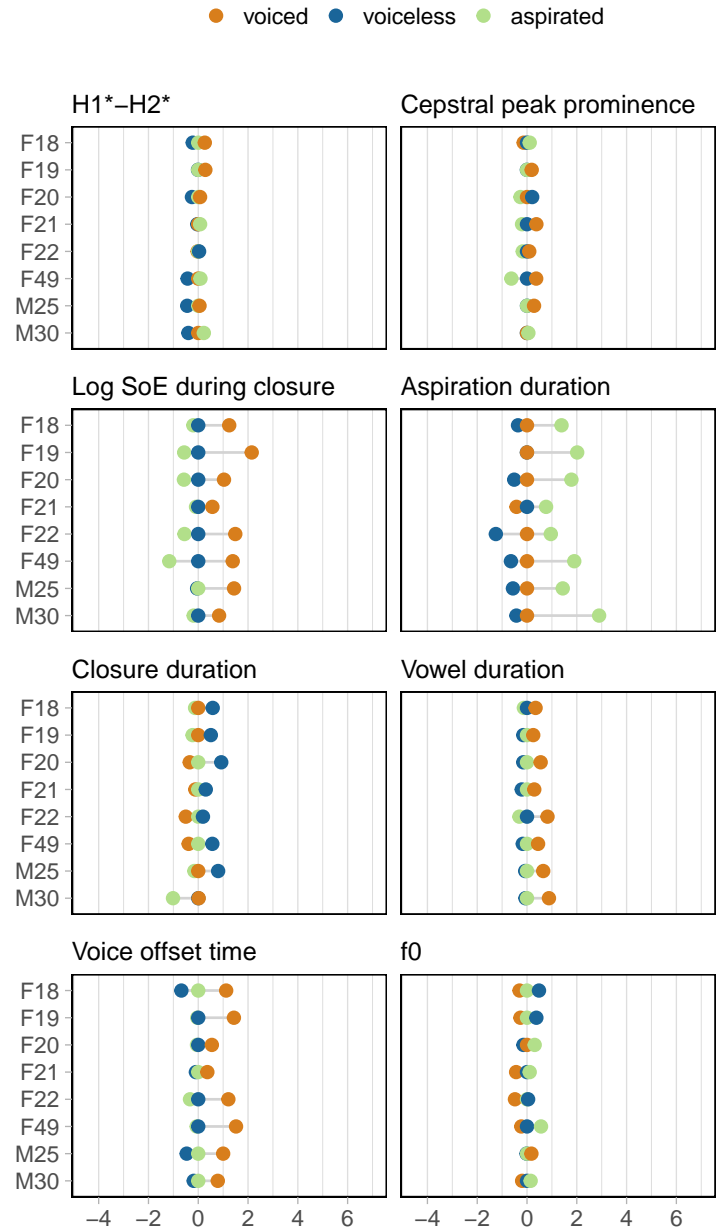 voiced voiceless aspirated
H1*−H2* Cepstral peak prominence
F18
F19
F20
F21
F22
F49
M25
M30
Log SoE during closure Aspiration duration
F18
F19
F20
F21
F22
F49
M25
M30
Closure duration Vowel duration
F18
F19
F20
F21
F22
F49
M25
M30
Voice offset time f0
F18
F19
F20
F21
F22
F49
M25
M30
−4 −2 0 2 4 6 −4 −2 0 2 4 6